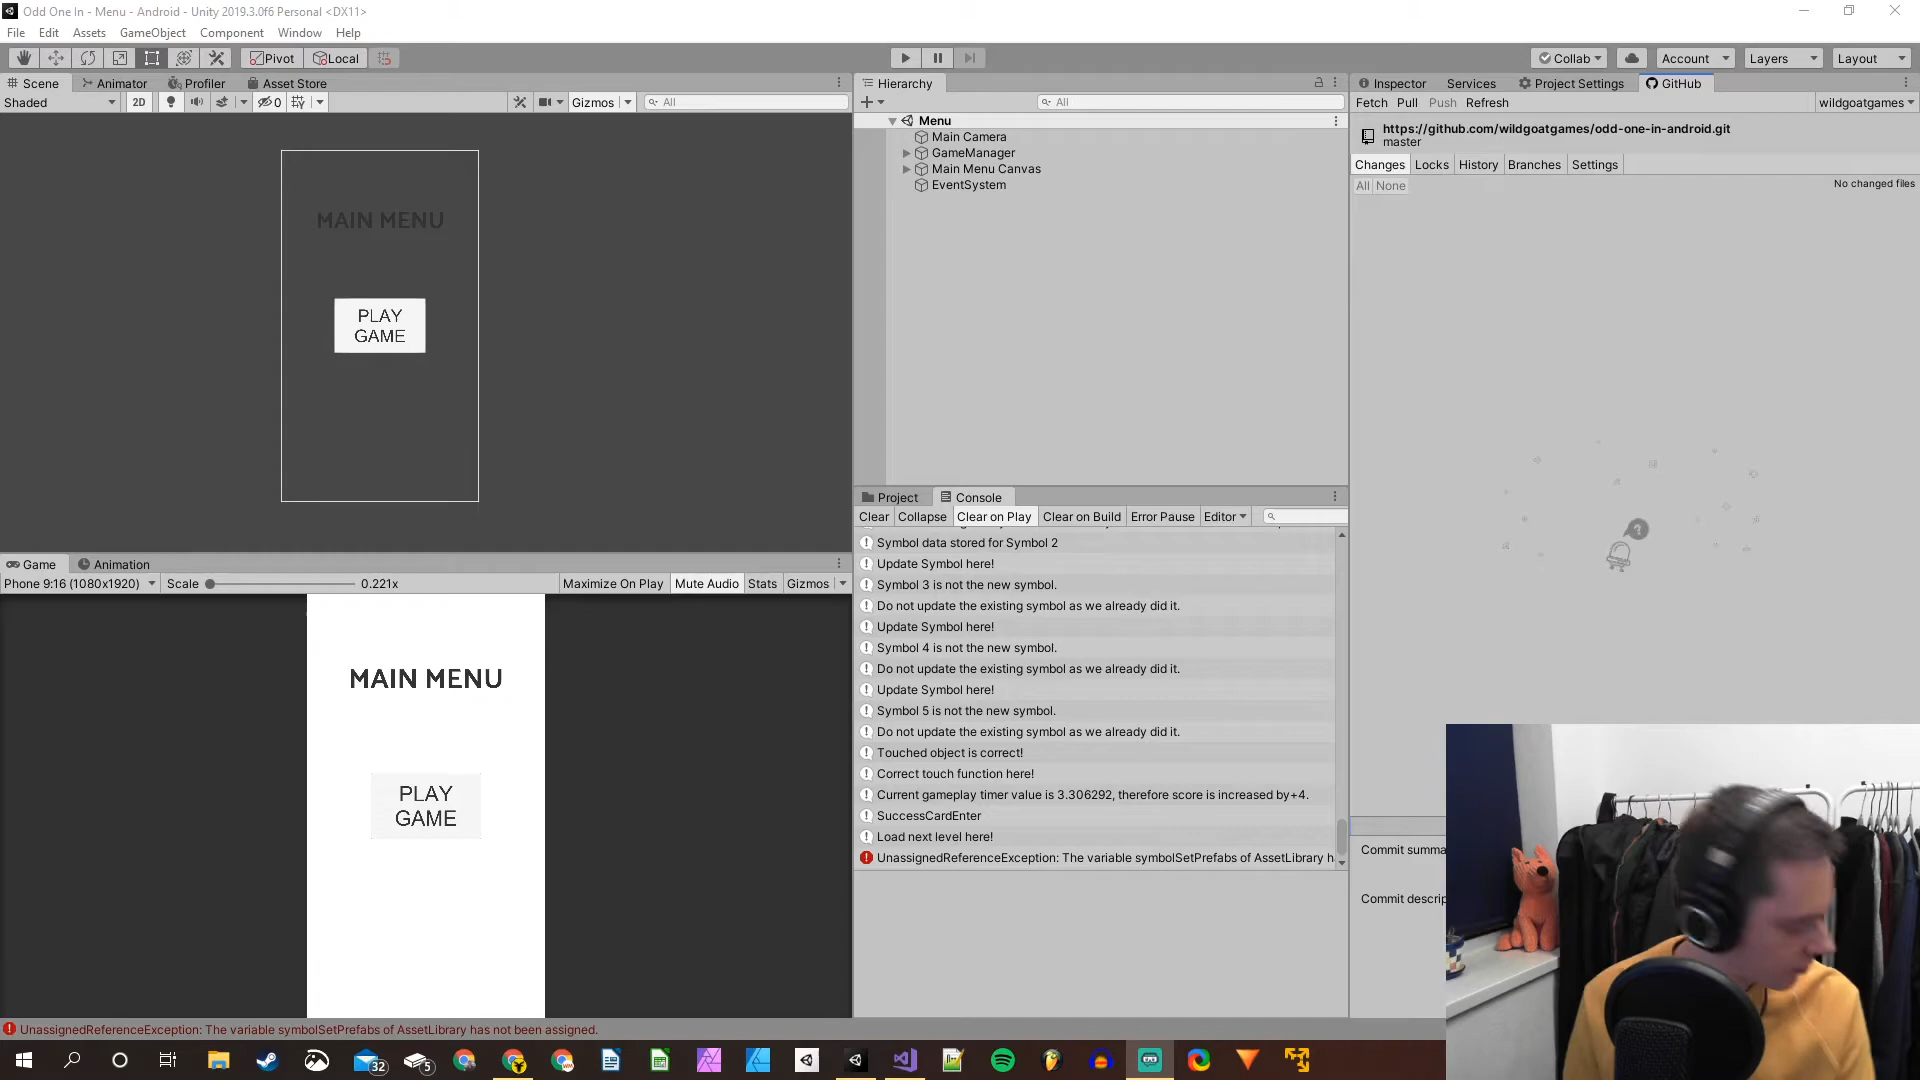 Odd One In - Menu - Android - Unity 2019.3.0f6 Personal <DX11>
File Edit Assets GameObject Component Window Help
Pivot Local Collab Account Layers Layout
Scene Animator Profiler Asset Store
Shaded 2D 0 Gizmos All
MAIN MENU
PLAY
GAME
Hierarchy
All
Menu
Main Camera
GameManager
Main Menu Canvas
EventSystem
Inspector Services Project Settings GitHub
Fetch Pull Push Refresh wildgoatgames
https://github.com/wildgoatgames/odd-one-in-android.git
master
Changes Locks History Branches Settings
All None No changed files
Project Console
Clear Collapse Clear on Play Clear on Build Error Pause Editor
Symbol data stored for Symbol 2
Update Symbol here!
Symbol 3 is not the new symbol.
Do not update the existing symbol as we already did it.
Update Symbol here!
Symbol 4 is not the new symbol.
Do not update the existing symbol as we already did it.
Update Symbol here!
Symbol 5 is not the new symbol.
Do not update the existing symbol as we already did it.
Touched object is correct!
Correct touch function here!
Current gameplay timer value is 3.306292, therefore score is increased by+4.
SuccessCardEnter
Load next level here!
UnassignedReferenceException: The variable symbolSetPrefabs of AssetLibrary h
Game Animation
Phone 9:16 (1080x1920) Scale 0.221x Maximize On Play Mute Audio Stats Gizmos
MAIN MENU
PLAY
GAME
Commit summa
Commit descrip
UnassignedReferenceException: The variable symbolSetPrefabs of AssetLibrary has not been assigned.
32 5